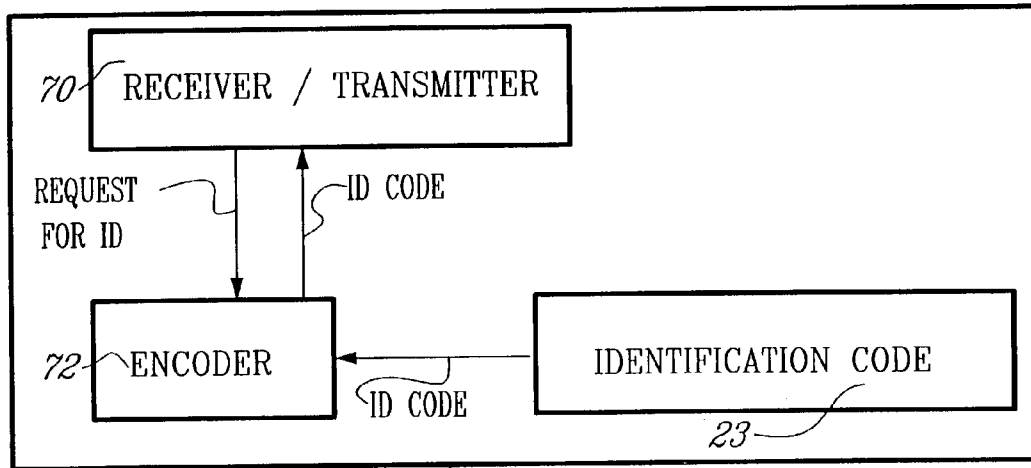 70 RECEIVER / TRANSMITTER
REQUEST
FOR ID
ID CODE
72 ENCODER
ID CODE
IDENTIFICATION CODE
23